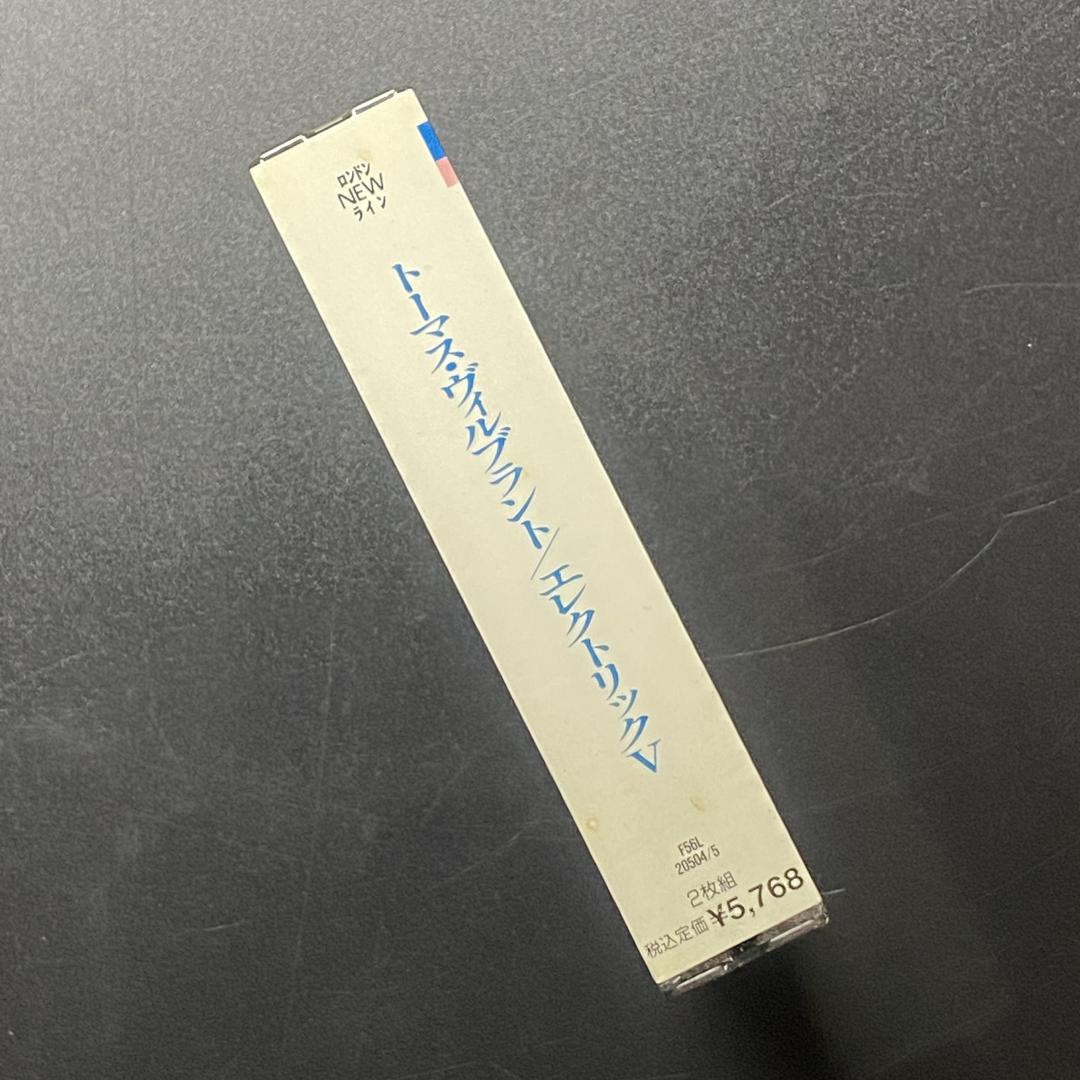 ロンドン
NEW
ライン
トーマス・ヴィルブラント/エレクトリックV
F56L
20504/5
2枚組
税込定価¥5,768